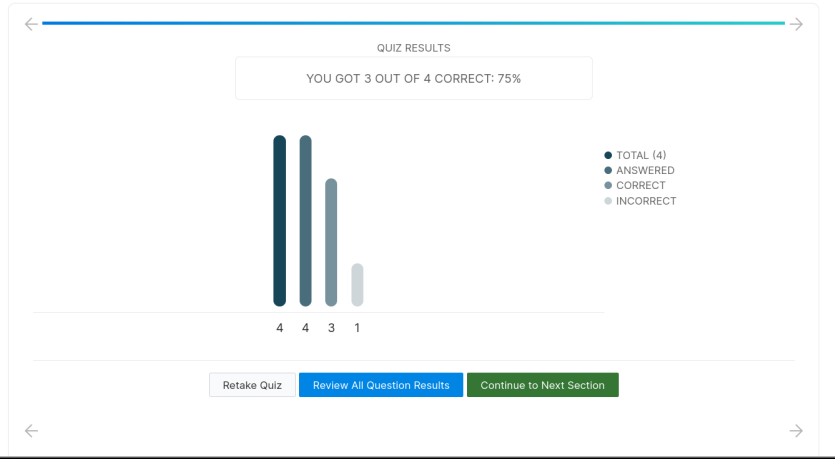 QUIZ RESULTS
YOU GOT 3 OUT OF 4 CORRECT: 75%
TOTAL (4)
ANSWERED
CORRECT
INCORRECT
4 4 3 1
Retake Quiz Review All Question Results Continue to Next Section